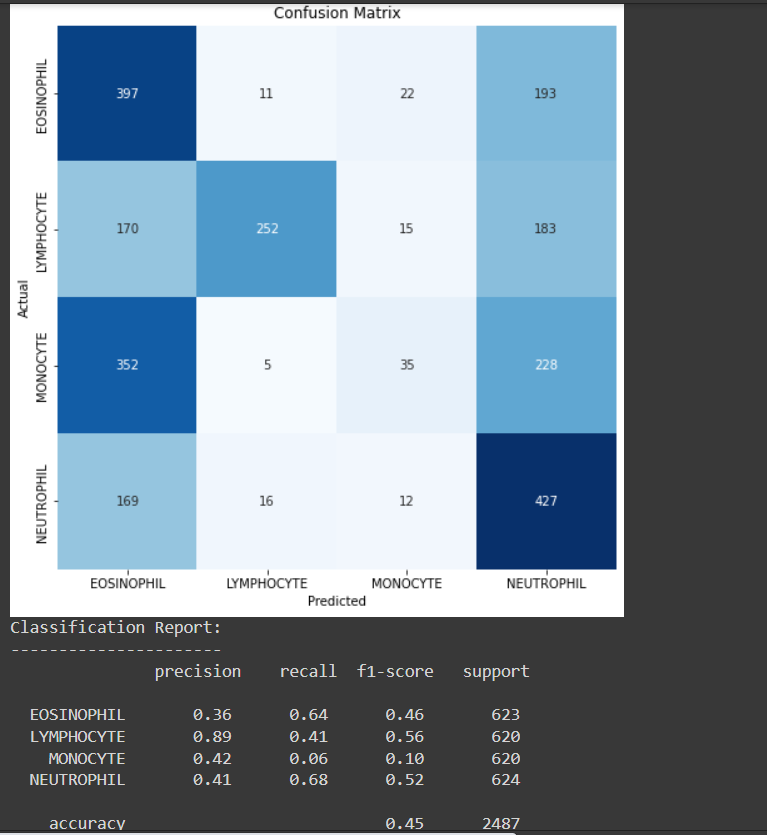 Confusion Matrix
EOSINOPHIL 397 11 22 193
LYMPHOCYTE 170 252 15 183
Actual
MONOCYTE 352 5 35 228
NEUTROPHIL 169 16 12 427
EOSINOPHIL LYMPHOCYTE MONOCYTE NEUTROPHIL
Predicted
Classification Report:
----------------------
precision recall f1-score support
EOSINOPHIL 0.36 0.64 0.46 623
LYMPHOCYTE 0.89 0.41 0.56 620
MONOCYTE 0.42 0.06 0.10 620
NEUTROPHIL 0.41 0.68 0.52 624
accuracy 0.45 2487